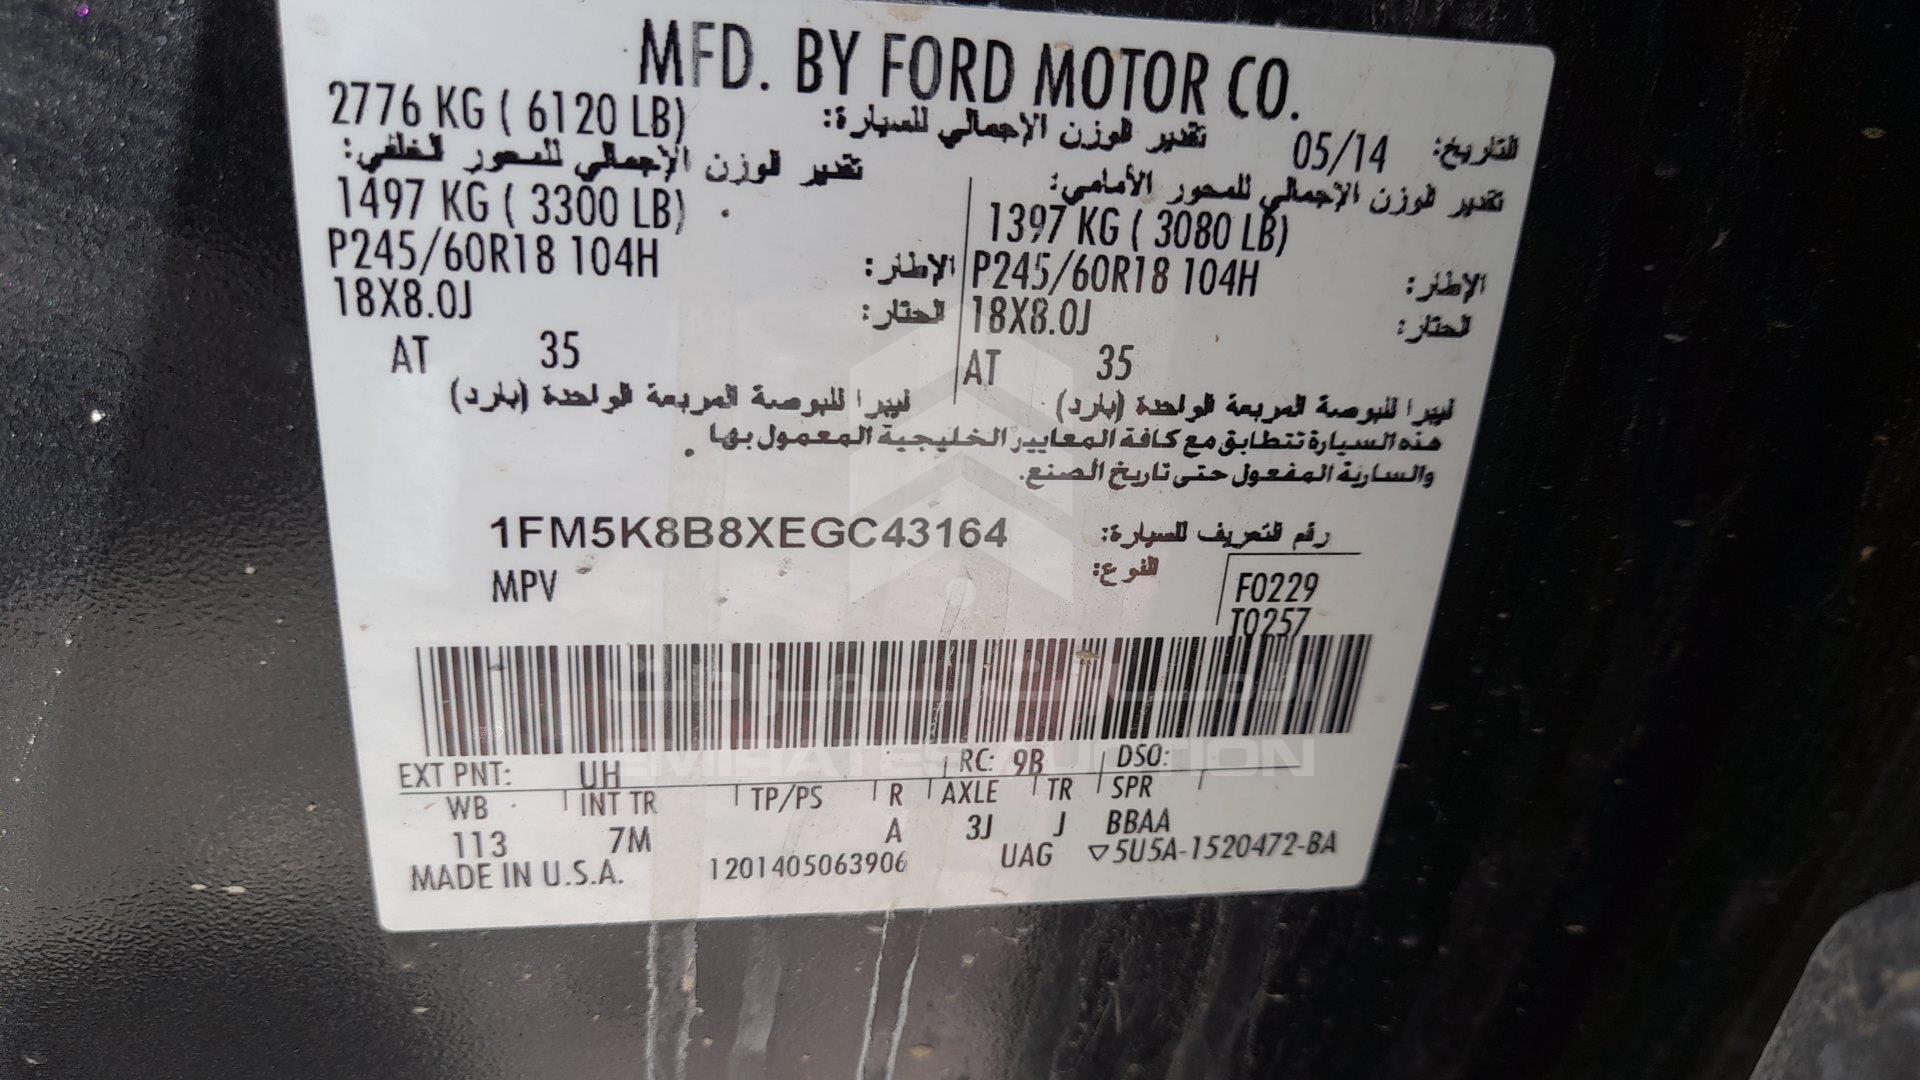 MFD. BY FORD MOTOR CO.
التاريخ: 05/14 تقدير الوزن الإجمالي للسيارة: 2776 KG ( 6120 LB)
تقدير الوزن الإجمالي للمحور الأمامي: تقدير الوزن الإجمالي للمحور الخلفي:
1397 KG ( 3080 LB) 1497 KG ( 3300 LB)
الإطار: P245/60R18 104H الإطار: P245/60R18 104H
الحتار: 18X8.0J الحتار: 18X8.0J
AT 35 AT 35
ليبرا للبوصة المربعة الواحدة (بارد) ليبرا للبوصة المربعة الواحدة (بارد)
هذه السيارة تتطابق مع كافة المعايير الخليجية المعمول بها
والسارية المفعول حتى تاريخ الصنع.
رقم التعريف للسيارة: 1FM5K8B8XEGC43164
النوع: MPV
F0229
T0257
الإمارات للمزادات
EMIRATES AUCTION
EXT PNT: UH RC: 9B DSO:
WB INT TR TP/PS R AXLE TR SPR
113 7M A 3J J BBAA
MADE IN U.S.A. 1201405063906 UAG ▽5U5A-1520472-BA